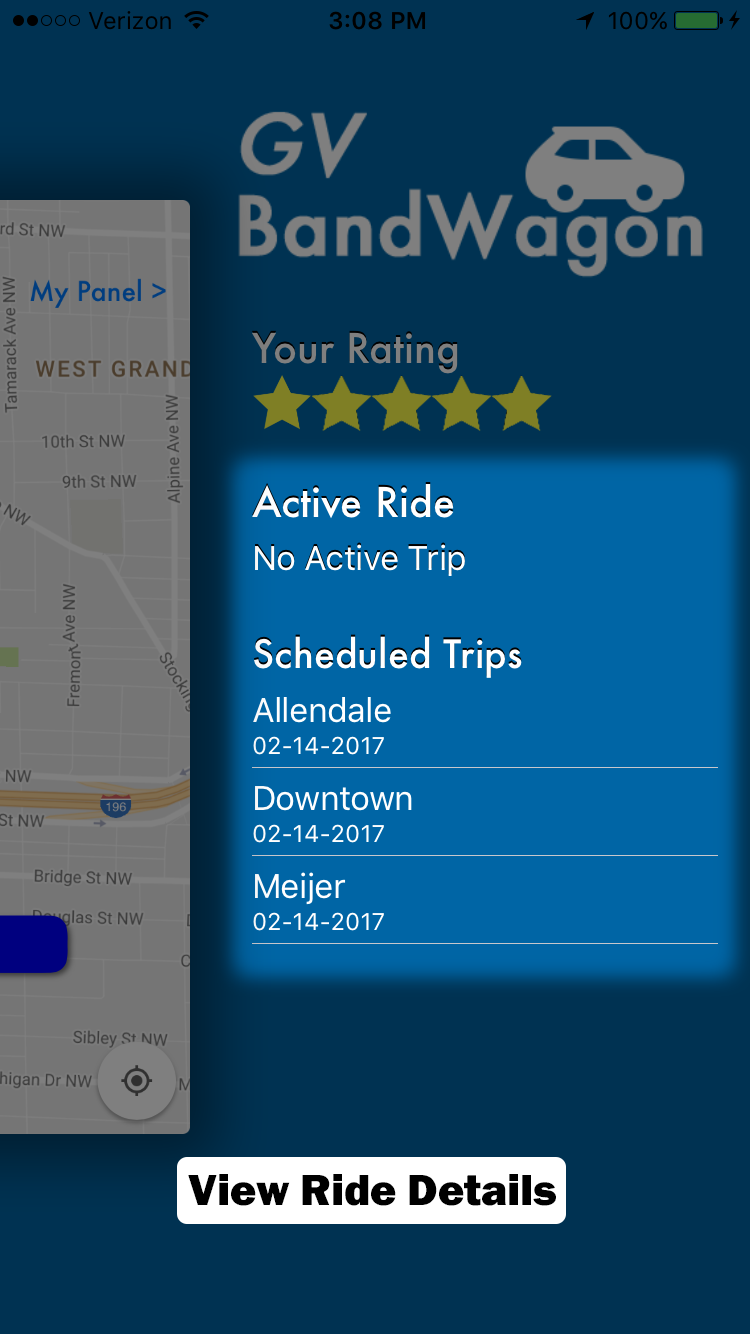 Verizon 3:08 PM 100%
GV
BandWagon
rd St NW
My Panel >
Tamarack Ave NW
WEST GRAND
10th St NW
Alpine Ave NW
9th St NW
NW
Fremont Ave NW
NW
196
St NW
Bridge St NW
Douglas St NW
Sibley St NW
higan Dr NW
Your Rating
Active Ride
No Active Trip
Scheduled Trips
Allendale
02-14-2017
Downtown
02-14-2017
Meijer
02-14-2017
View Ride Details